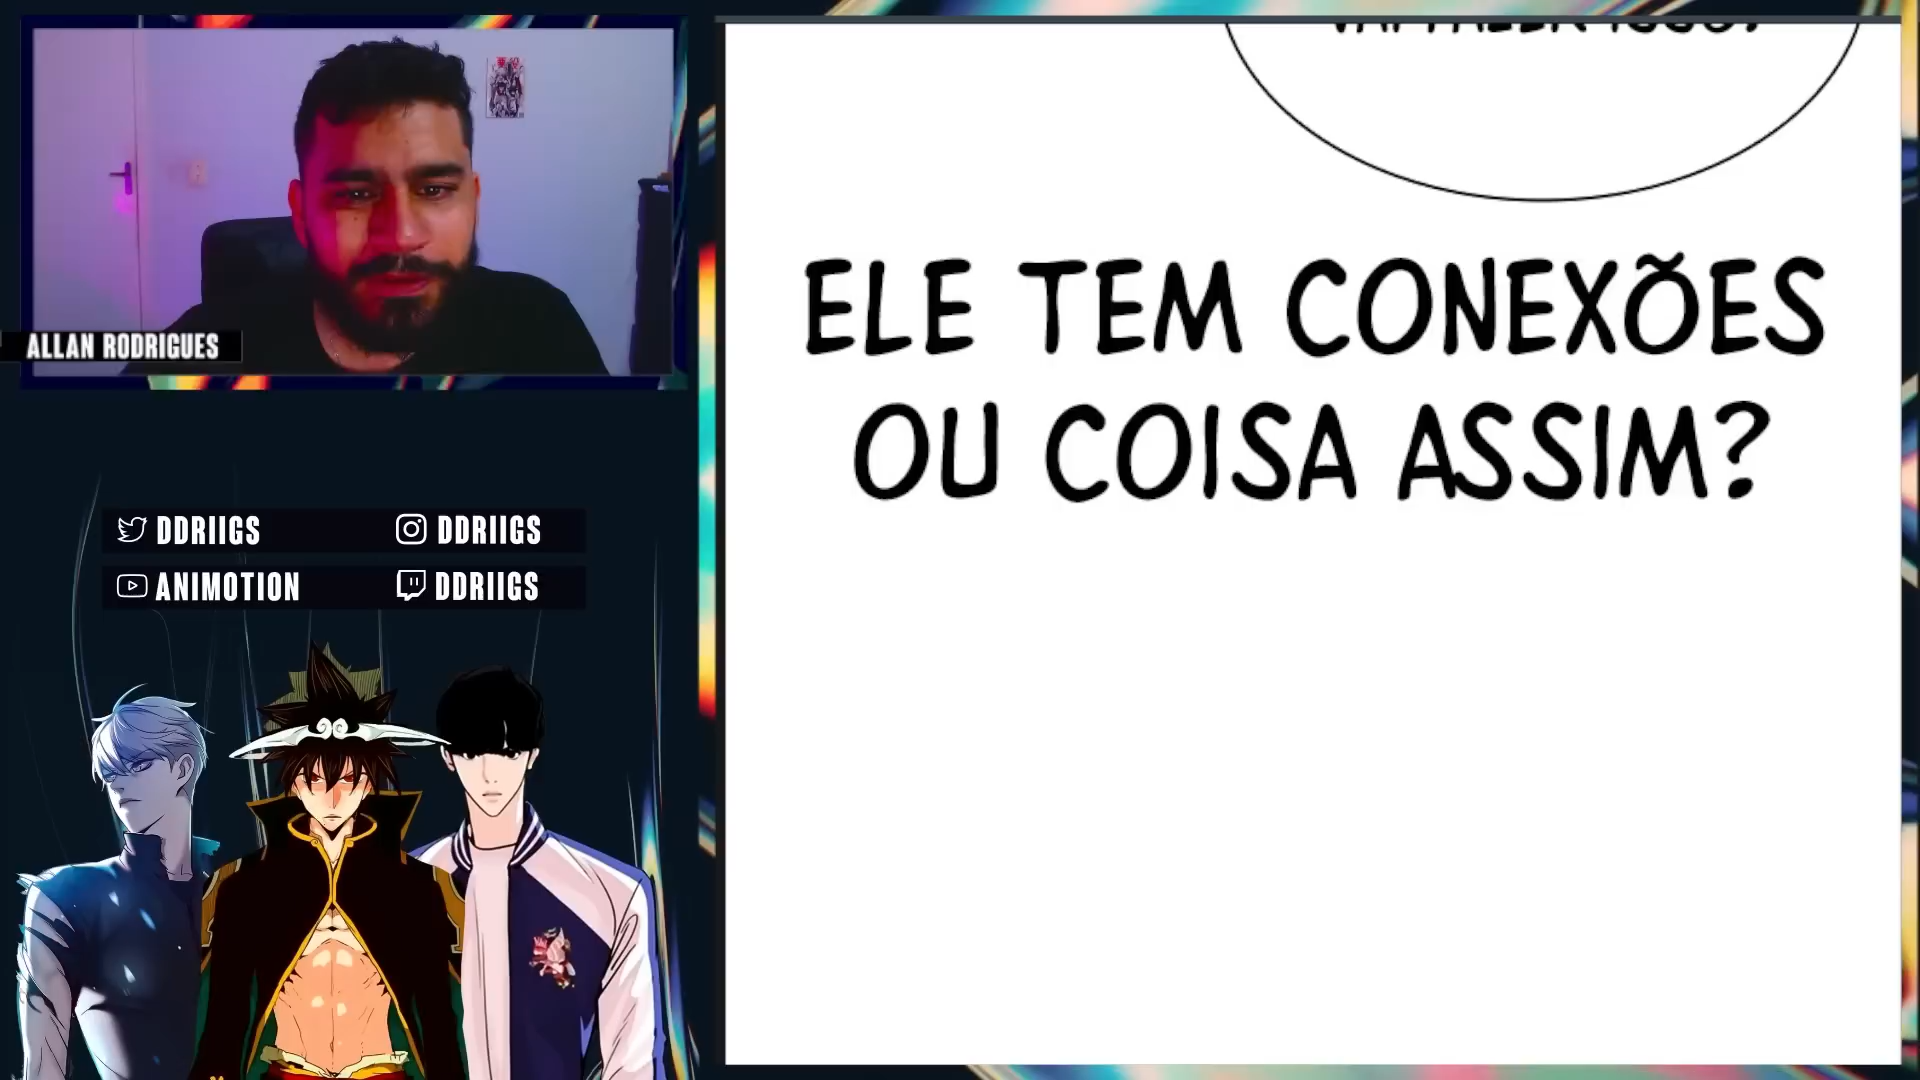 ALLAN RODRIGUES
DDRIIGS
DDRIIGS
ANIMOTION
DDRIIGS
ELE TEM CONEXÕES
OU COISA ASSIM?